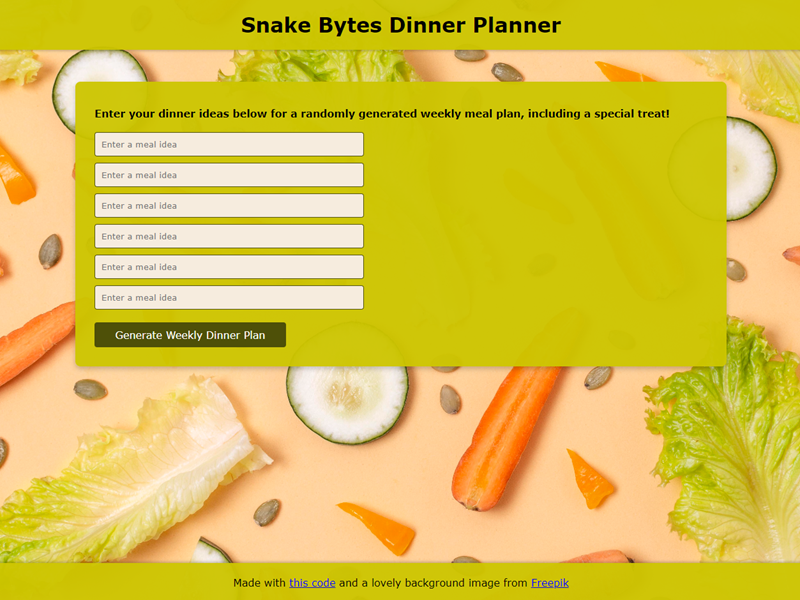 Snake Bytes Dinner Planner
Enter your dinner ideas below for a randomly generated weekly meal plan, including a special treat!
Enter a meal idea
Enter a meal idea
Enter a meal idea
Enter a meal idea
Enter a meal idea
Enter a meal idea
Generate Weekly Dinner Plan
Made with this code and a lovely background image from Freepik